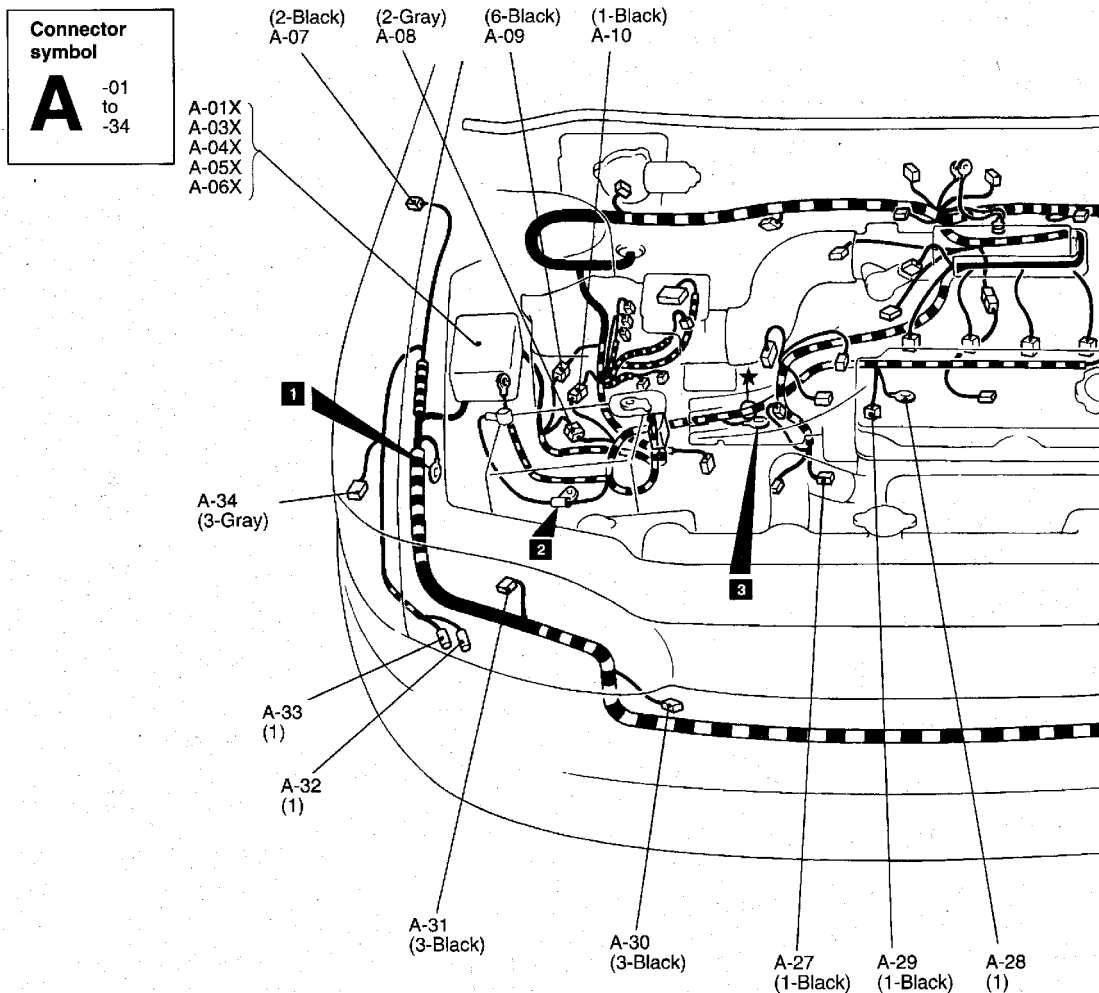 Connector
symbol
A
-01
to
-34
(2-Black)
A-07
(2-Gray)
A-08
(6-Black)
A-09
(1-Black)
A-10
A-01X
A-03X
A-04X
A-05X
A-06X
★
1
A-34
(3-Gray)
2
3
A-33
(1)
A-32
(1)
A-31
(3-Black)
A-30
(3-Black)
A-27
(1-Black)
A-29
(1-Black)
A-28
(1)